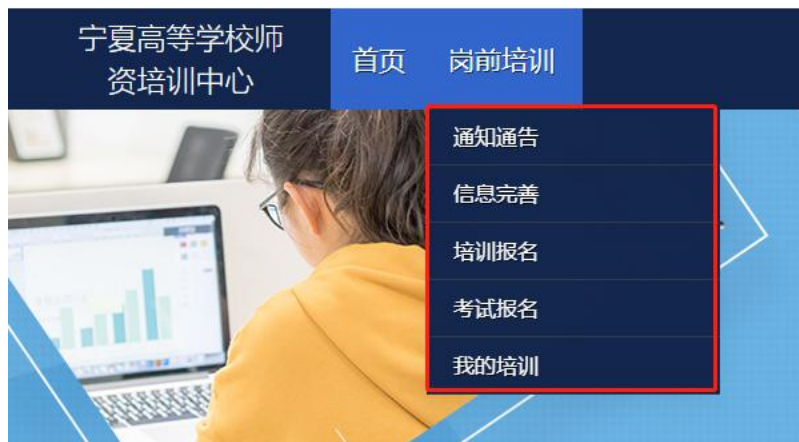 宁夏高等学校师
资培训中心
首页
岗前培训
通知通告
信息完善
培训报名
考试报名
我的培训